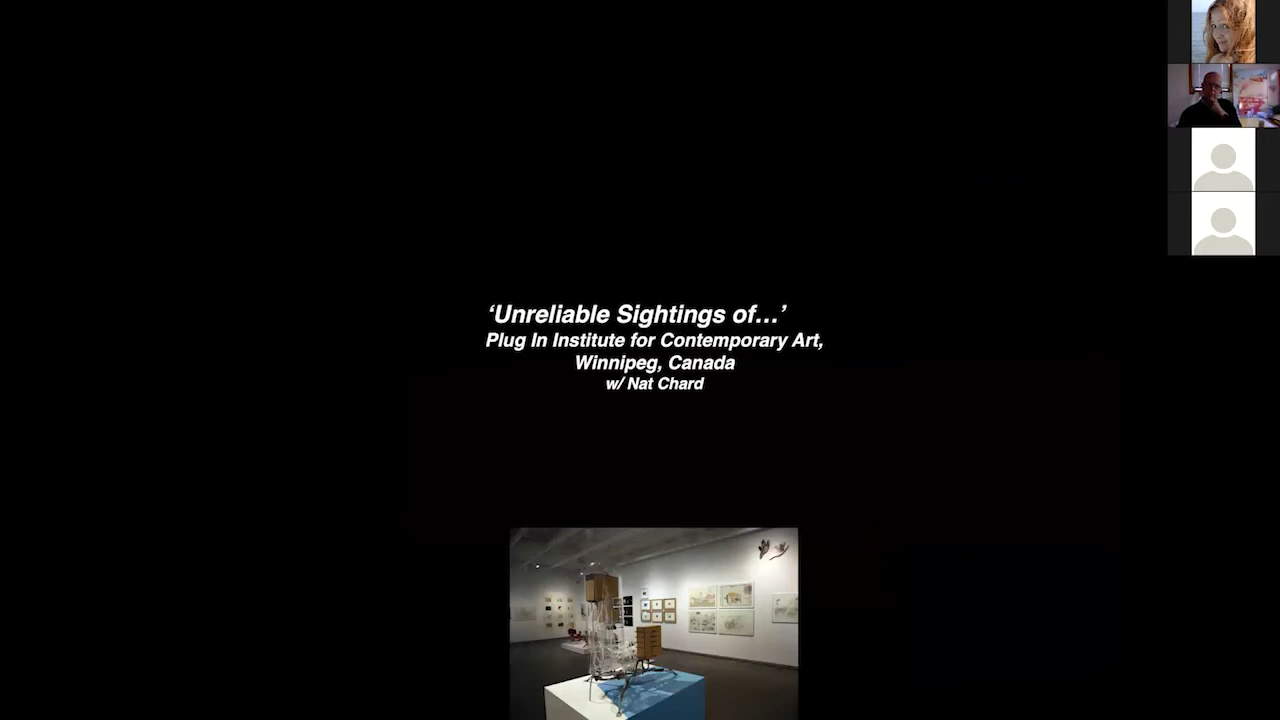 ‘Unreliable Sightings of...’
Plug In Institute for Contemporary Art,
Winnipeg, Canada
w/ Nat Chard